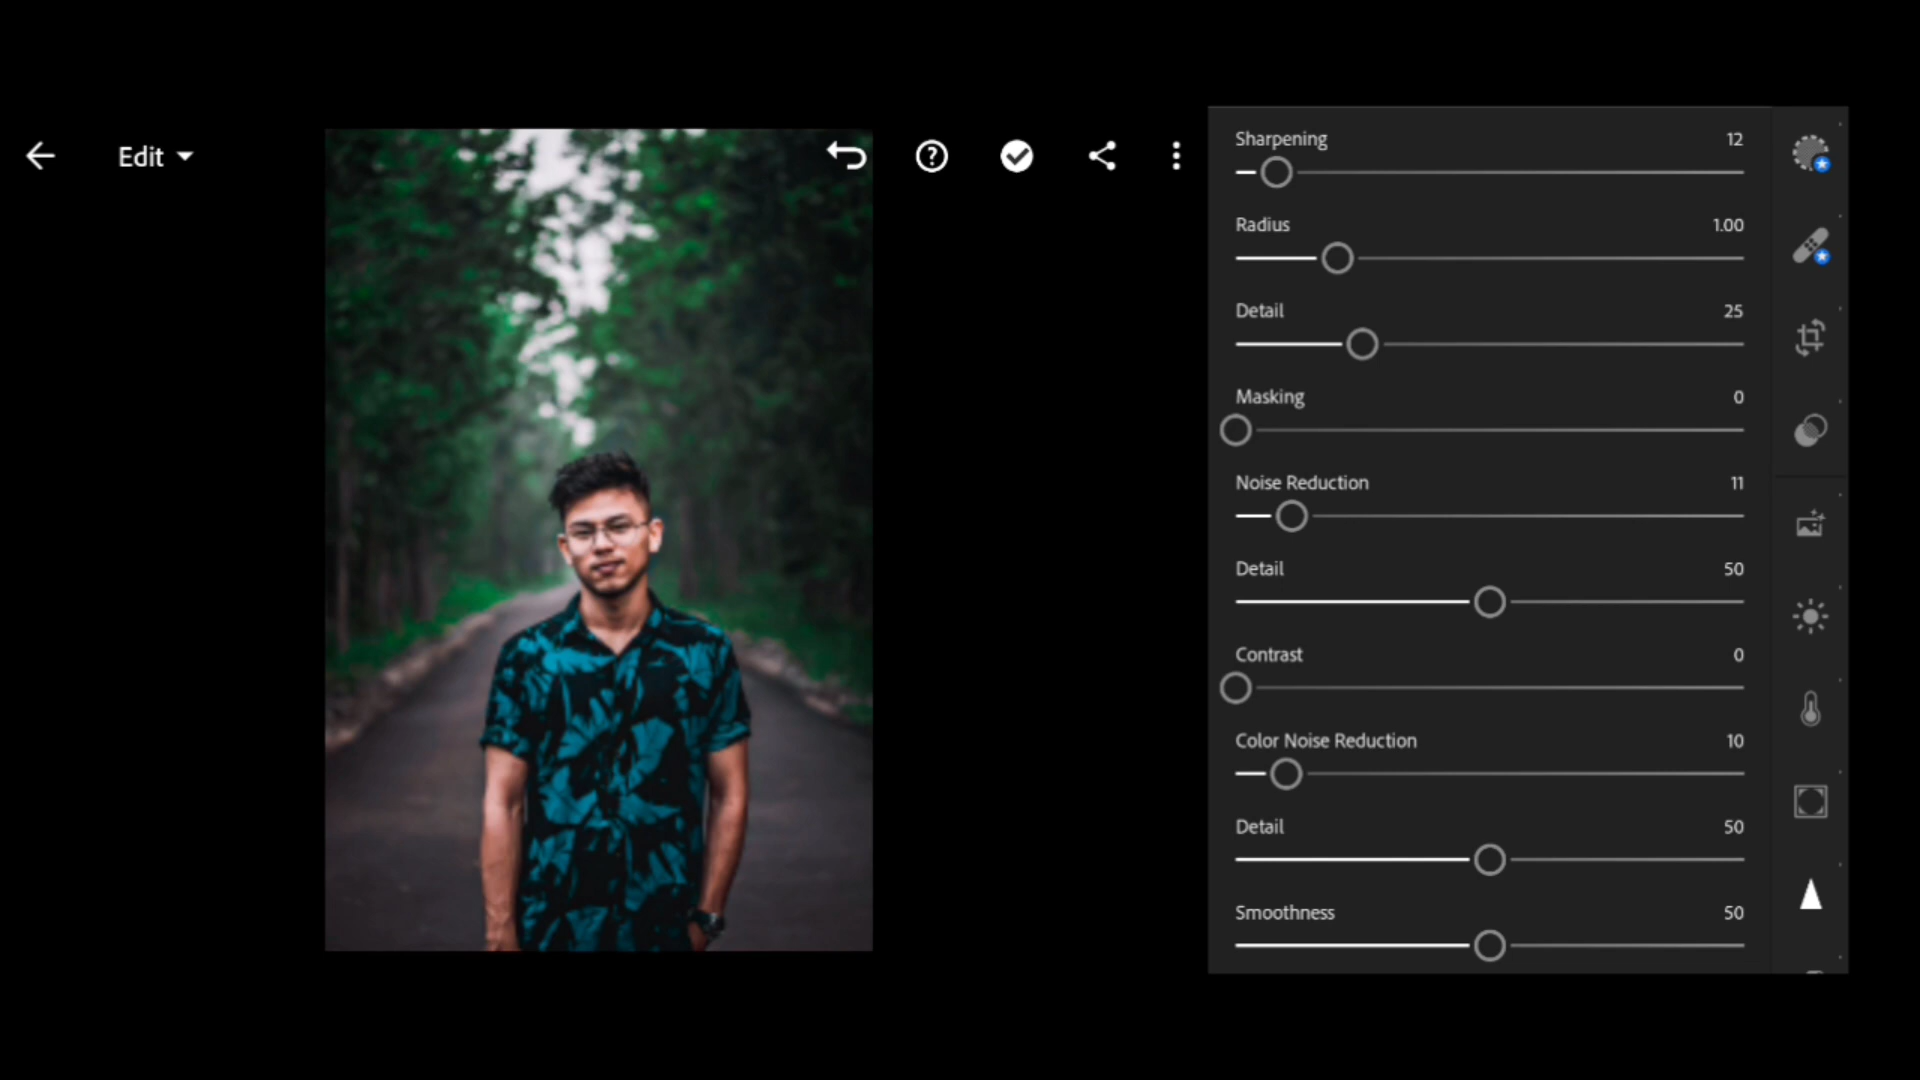 Edit
Sharpening 12
Radius 1.00
Detail 25
Masking 0
Noise Reduction 11
Detail 50
Contrast 0
Color Noise Reduction 10
Detail 50
Smoothness 50